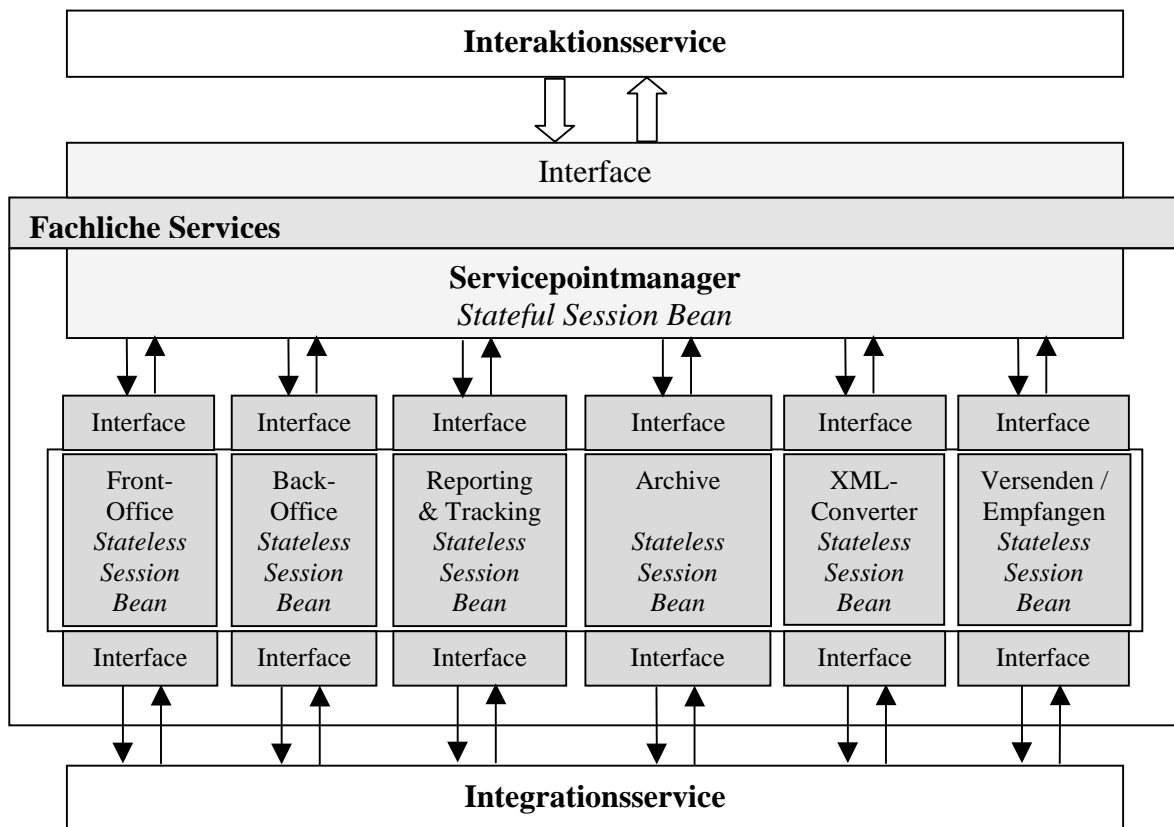 Interaktionsservice
Interface
Fachliche Services
Servicepointmanager
Stateful Session Bean
Interface Interface Interface Interface Interface Interface
Front-
Office
Stateless
Session
Bean
Back-
Office
Stateless
Session
Bean
Reporting
& Tracking
Stateless
Session
Bean
Archive
Stateless
Session
Bean
XML-
Converter
Stateless
Session
Bean
Versenden /
Empfangen
Stateless
Session
Bean
Interface Interface Interface Interface Interface Interface
Integrationsservice